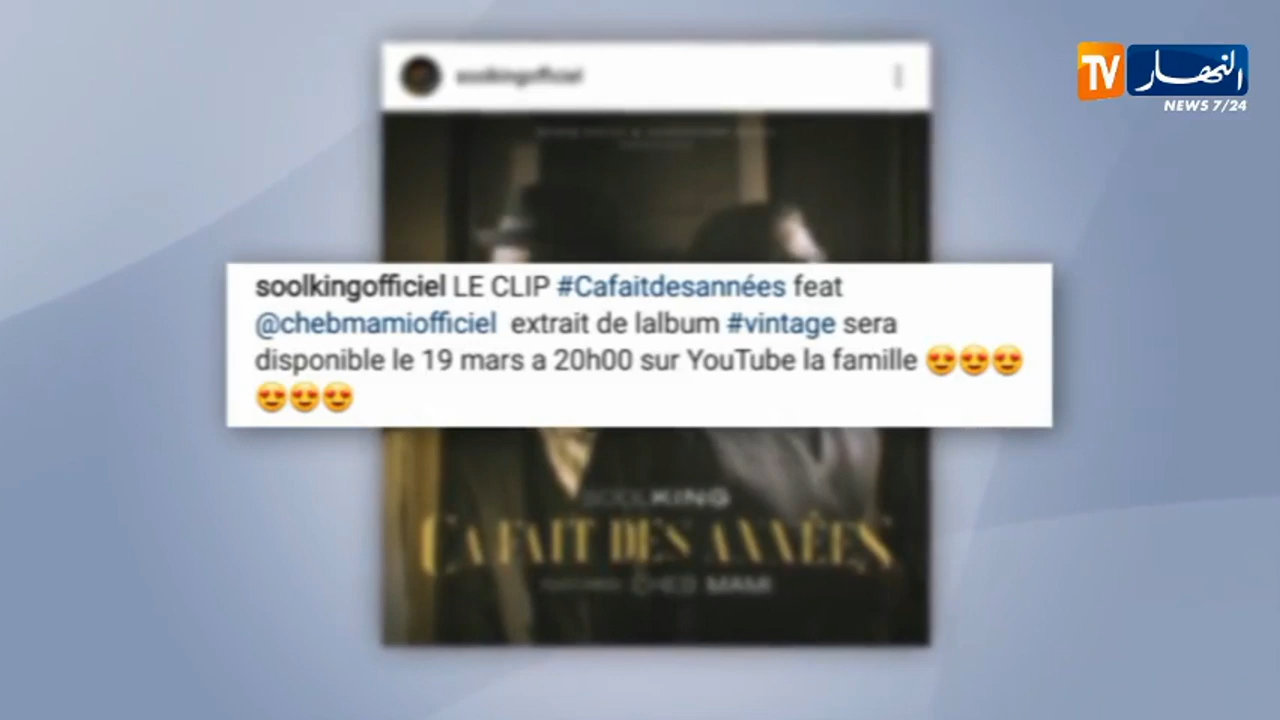 soolkingofficiel
TV النهار
NEWS 7/24
soolkingofficiel LE CLIP #Cafaitdesannées feat
@chebmamiofficiel extrait de lalbum #vintage sera
disponible le 19 mars a 20h00 sur YouTube la famille 😍😍😍
😍😍😍
SOOLKING
ÇA FAIT DES ANNÉES
CHEB MAMI